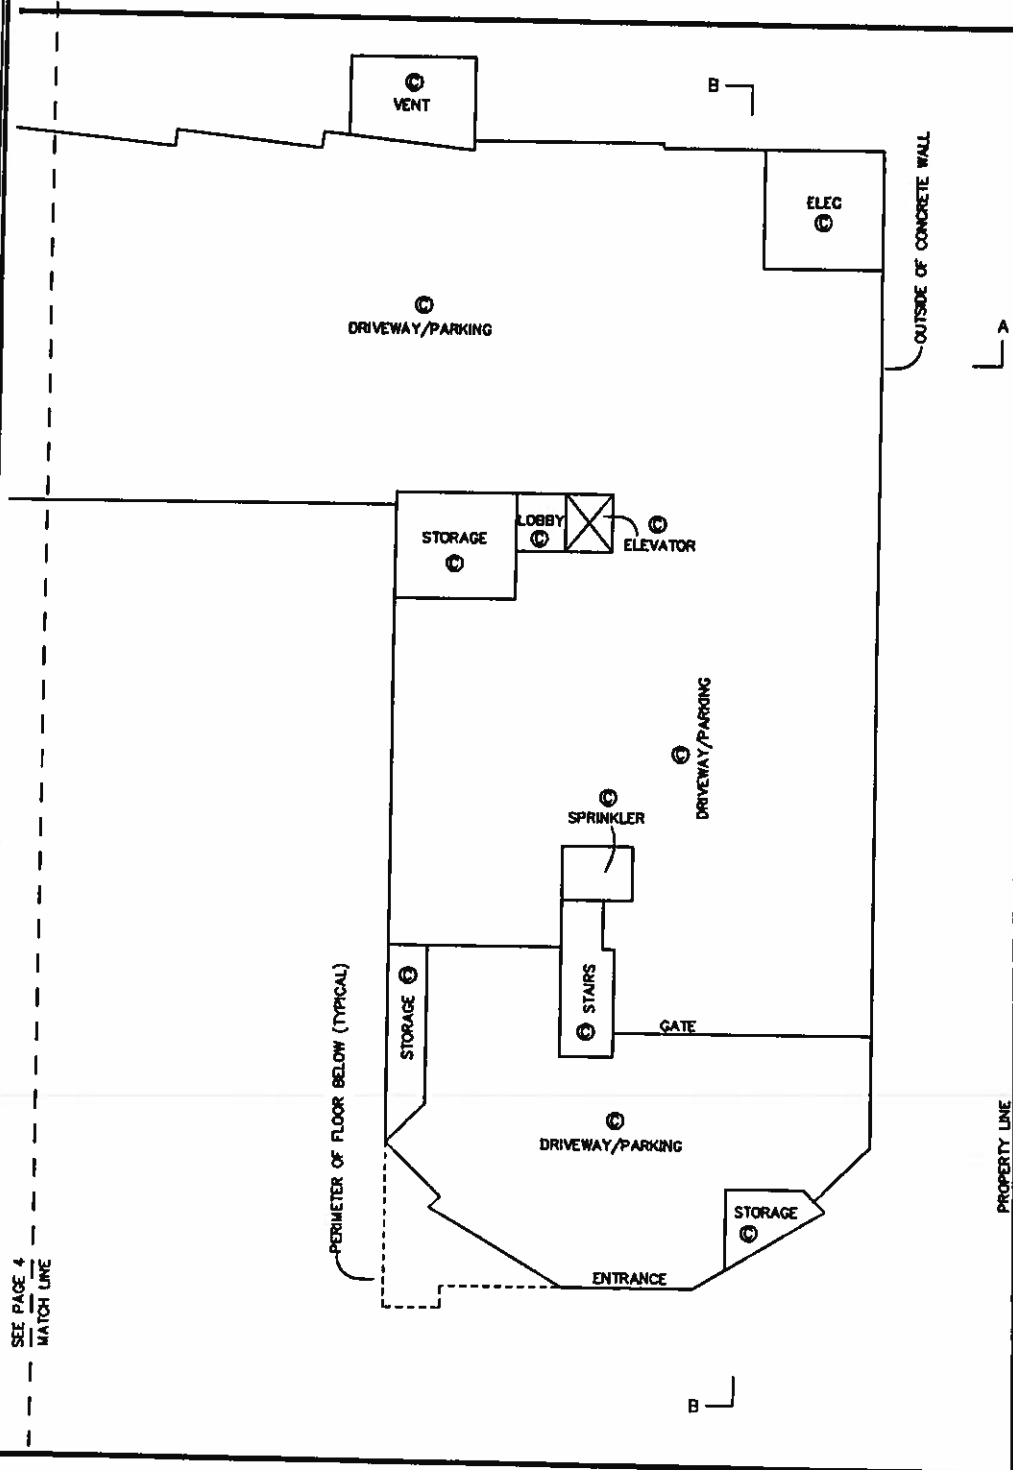 B
Ⓒ
VENT
OUTSIDE OF CONCRETE WALL
ELEC
Ⓒ
Ⓒ
DRIVEWAY/PARKING
A
STORAGE
Ⓒ
LOBBY
Ⓒ
Ⓒ
ELEVATOR
Ⓒ
DRIVEWAY/PARKING
Ⓒ
SPRINKLER
STORAGE Ⓒ
Ⓒ STAIRS
GATE
PERIMETER OF FLOOR BELOW (TYPICAL)
Ⓒ
DRIVEWAY/PARKING
PROPERTY LINE
STORAGE
Ⓒ
ENTRANCE
SEE PAGE 4
MATCH LINE
B